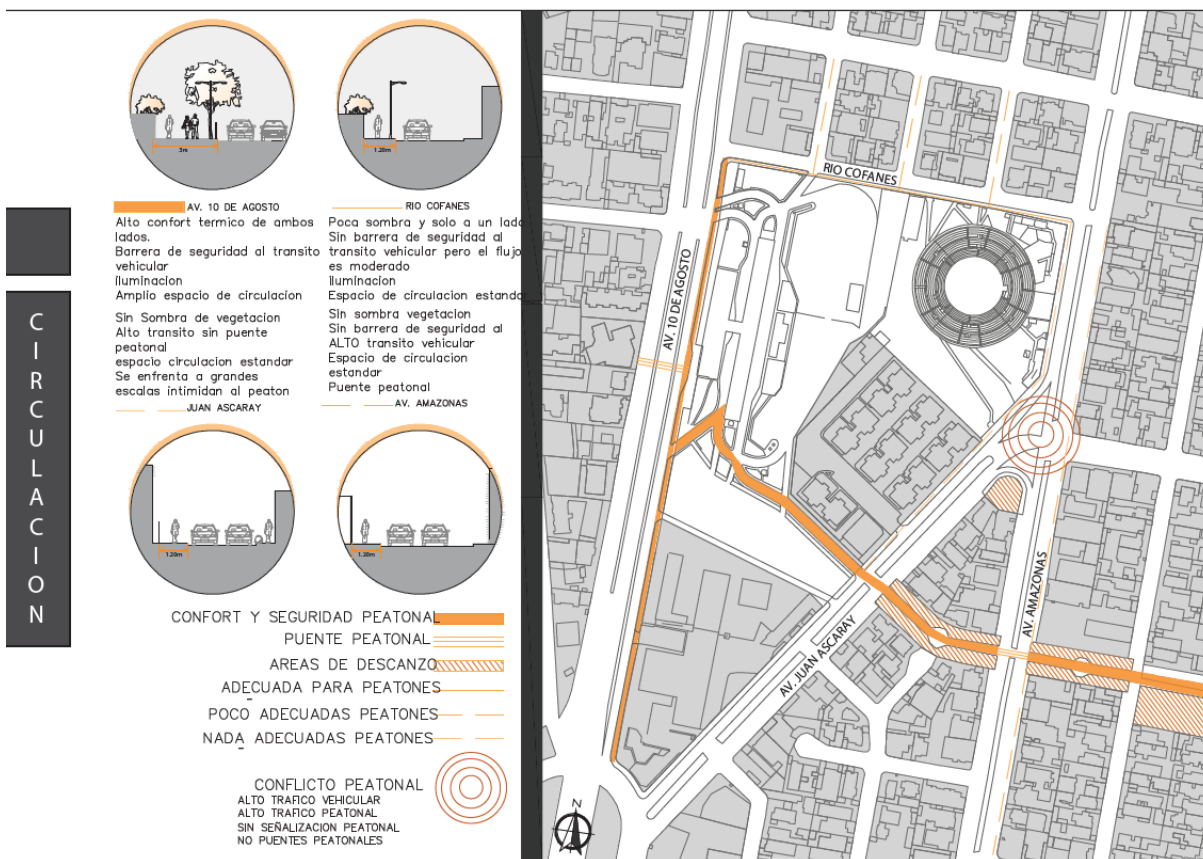 CIRCULACION
3m
1.20m
AV. 10 DE AGOSTO
Alto confort termico de ambos
lados.
Barrera de seguridad al transito
vehicular
iluminacion
Amplio espacio de circulacion
RIO COFANES
Poca sombra y solo a un lado
Sin barrera de seguridad al
transito vehicular pero el flujo
es moderado
iluminacion
Espacio de circulacion estandar
Sin Sombra de vegetacion
Alto transito sin puente
peatonal
espacio circulacion estandar
Se enfrenta a grandes
escalas intimidan al peaton
JUAN ASCARAY
Sin sombra vegetacion
Sin barrera de seguridad al
ALTO transito vehicular
Espacio de circulacion
estandar
Puente peatonal
AV. AMAZONAS
1.20m
1.20m
CONFORT Y SEGURIDAD PEATONAL
PUENTE PEATONAL
AREAS DE DESCANZO
ADECUADA PARA PEATONES
POCO ADECUADAS PEATONES
NADA ADECUADAS PEATONES
CONFLICTO PEATONAL
ALTO TRAFICO VEHICULAR
ALTO TRAFICO PEATONAL
SIN SEÑALIZACION PEATONAL
NO PUENTES PEATONALES
RIO COFANES
AV. 10 DE AGOSTO
AV. AMAZONAS
AV. JUAN ASCARAY
N